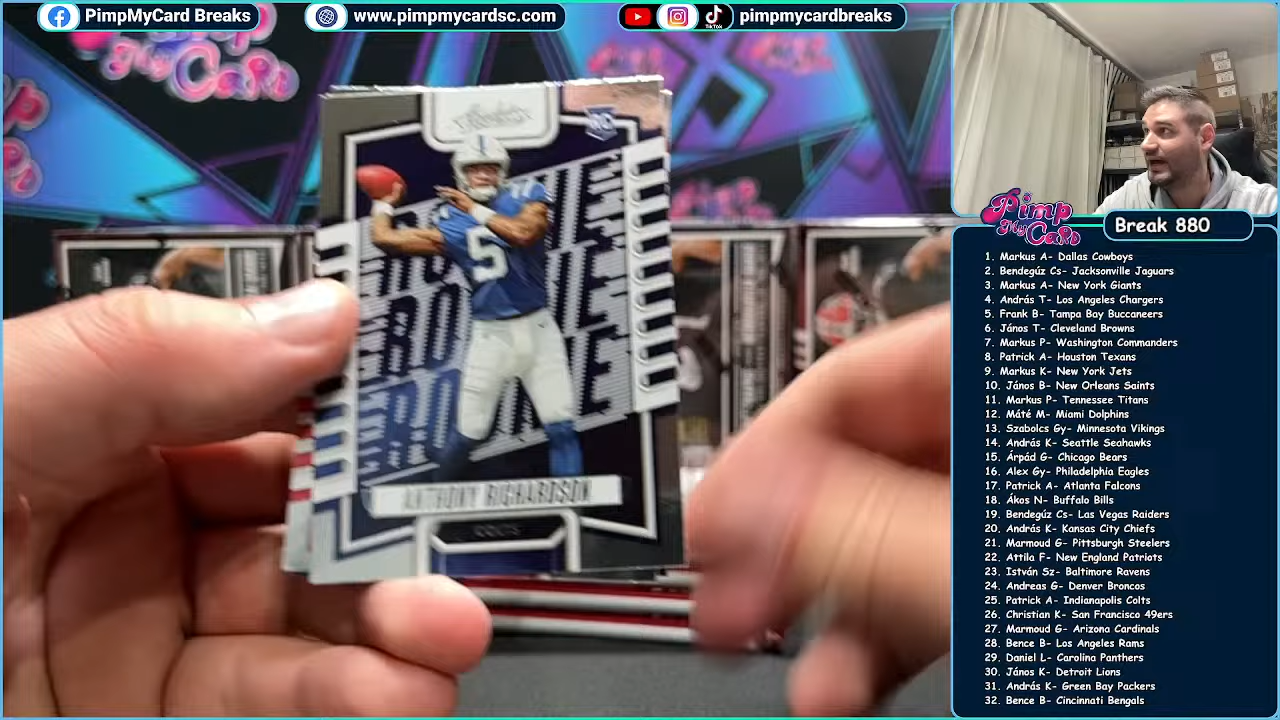 PimpMyCard Breaks
www.pimpmycardsc.com
pimpmycardbreaks
Pimp
My Card
Break 880
1. Markus A- Dallas Cowboys
2. Bendegúz Cs- Jacksonville Jaguars
3. Markus A- New York Giants
4. András T- Los Angeles Chargers
5. Frank B- Tampa Bay Buccaneers
6. János T- Cleveland Browns
7. Markus P- Washington Commanders
8. Patrick A- Houston Texans
9. Markus K- New York Jets
10. János B- New Orleans Saints
11. Markus P- Tennessee Titans
12. Máté M- Miami Dolphins
13. Szabolcs Gy- Minnesota Vikings
14. András K- Seattle Seahawks
15. Árpád G- Chicago Bears
16. Alex Gy- Philadelphia Eagles
17. Patrick A- Atlanta Falcons
18. Ákos N- Buffalo Bills
19. Bendegúz Cs- Las Vegas Raiders
20. András K- Kansas City Chiefs
21. Marmoud G- Pittsburgh Steelers
22. Attila F- New England Patriots
23. István Sz- Baltimore Ravens
24. Andreas G- Denver Broncos
25. Patrick A- Indianapolis Colts
26. Christian K- San Francisco 49ers
27. Marmoud G- Arizona Cardinals
28. Bence B- Los Angeles Rams
29. Daniel L- Carolina Panthers
30. János K- Detroit Lions
31. András K- Green Bay Packers
32. Bence B- Cincinnati Bengals
5
ROOKIE
ANTHONY RICHARDSON
COLTS